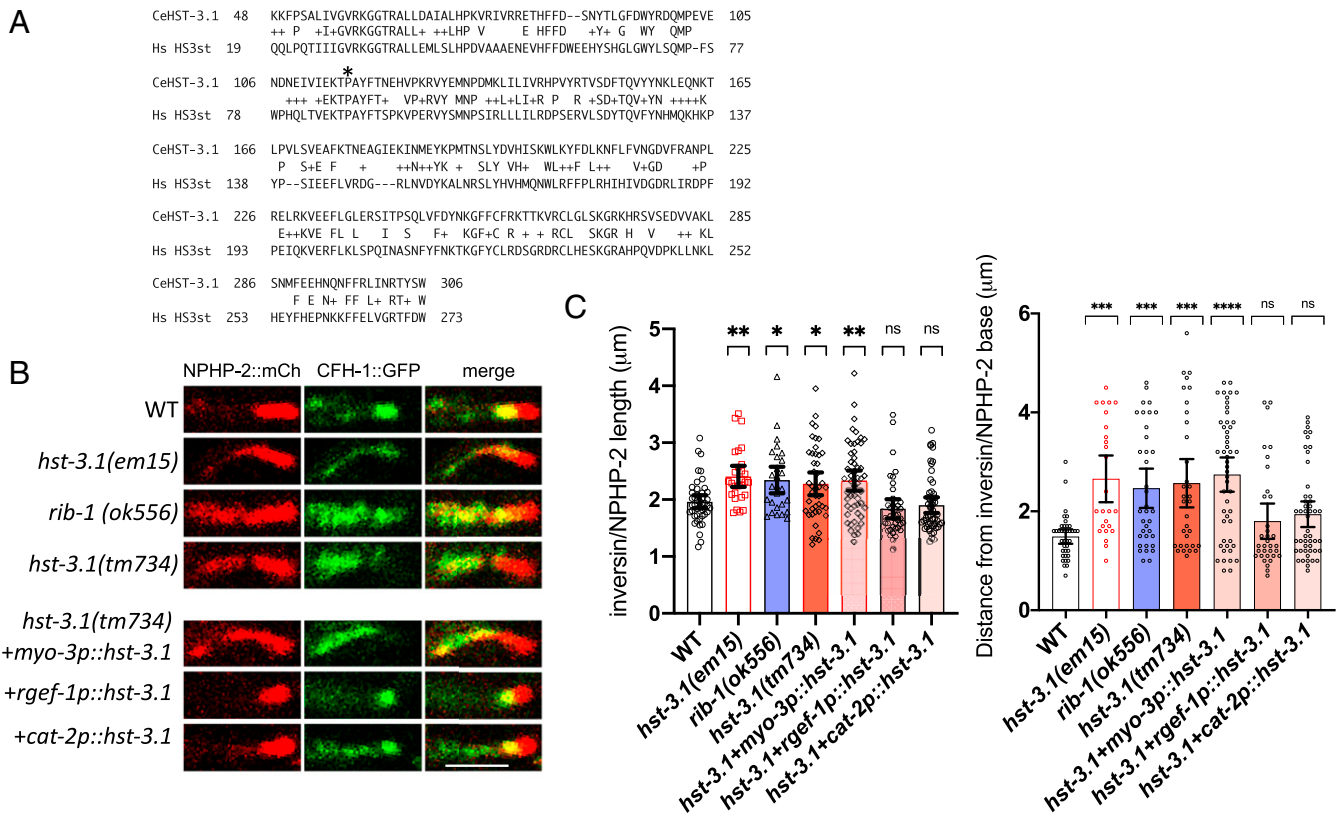 A
CeHST-3.1 48 KKFPSALIVGVRKGGTRALLDAIALHPKVRIVRRETHFFD--SNYTLGFDWYRDQMPEVE 105
++ P +I+GVRKGGTRALL+ ++LHP V E HFFD +Y+ G WY QMP
Hs HS3st 19 QQLPQTIIIGVRKGGTRALLEMLSLHPDVAAAENEVHFFDWEEHYSHGLGWYLSQMP-FS 77
*
CeHST-3.1 106 NDNEIVIEKTPAYFTNEHVPKRVYEMNPDMKLILIVRHPVYRTVSDFTQVYYNKLEQNKT 165
+++ +EKTPAYFT+ VP+RVY MNP ++L+LI+R P R +SD+TQV+YN ++++K
Hs HS3st 78 WPHQLTVEKTPAYFTSPKVPERVYSMNPSIRLLLILRDPSERVLSDYTQVFYNHMQKHKP 137
CeHST-3.1 166 LPVLSVEAFKTNEAGIEKINMEYKPMTNSLYDVHISKWLKYFDLKNFLFVNGDVFRANPL 225
P S+E F + ++N++YK + SLY VH+ WL++F L++ V+GD +P
Hs HS3st 138 YP--SIEEFLVRDG---RLNVDYKALNRSLYHVHMQNWLRFFPLRHIHIVDGDRLIRDPF 192
CeHST-3.1 226 RELRKVEEFLGLERSITPSQLVFDYNKGFFCFRKTTKVRCLGLSKGRKHRSVSEDVVAKL 285
E++KVE FL L I S F+ KGF+C R + + RCL SKGR H V ++ KL
Hs HS3st 193 PEIQKVERFLKLSPQINASNFYFNKTKGFYCLRDSGRDRCLHESKGRAHPQVDPKLLNKL 252
CeHST-3.1 286 SNMFEEHNQNFFRLINRTYSW 306
F E N+ FF L+ RT+ W
Hs HS3st 253 HEYFHEPNKKFFELVGRTFDW 273
B
NPHP-2::mCh CFH-1::GFP merge
WT
hst-3.1(em15)
rib-1 (ok556)
hst-3.1(tm734)
hst-3.1(tm734)
+myo-3p::hst-3.1
+rgef-1p::hst-3.1
+cat-2p::hst-3.1
C
inversin/NPHP-2 length (μm)
5
4
3
2
1
0
** * * ** ns ns
WT
hst-3.1(em15)
rib-1(ok556)
hst-3.1(tm734)
hst-3.1+myo-3p::hst-3.1
hst-3.1+rgef-1p::hst-3.1
hst-3.1+cat-2p::hst-3.1
Distance from inversin/NPHP-2 base (μm)
6
4
2
0
*** *** *** **** ns ns
WT
hst-3.1(em15)
rib-1(ok556)
hst-3.1(tm734)
hst-3.1+myo-3p::hst-3.1
hst-3.1+rgef-1p::hst-3.1
hst-3.1+cat-2p::hst-3.1